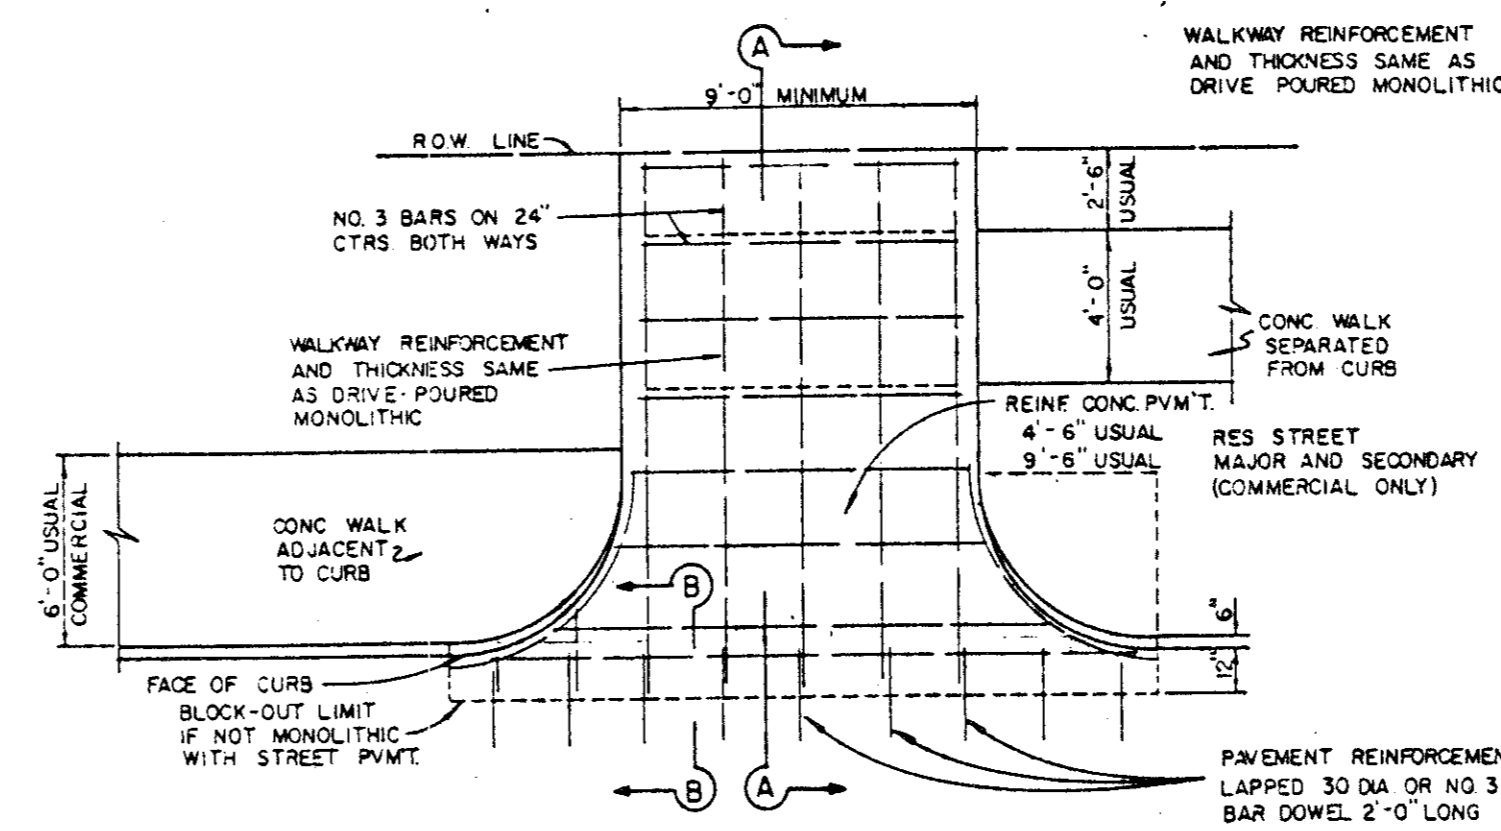 A
WALKWAY REINFORCEMENT
AND THICKNESS SAME AS
DRIVE POURED MONOLITHIC
9'-0" MINIMUM
R.O.W. LINE
2'-6"
USUAL
NO. 3 BARS ON 24"
CTRS. BOTH WAYS
4'-0"
USUAL
CONC. WALK
SEPARATED
FROM CURB
WALKWAY REINFORCEMENT
AND THICKNESS SAME
AS DRIVE-POURED
MONOLITHIC
REINF. CONC. PVM'T.
4'-6" USUAL
9'-6" USUAL
RES STREET
MAJOR AND SECONDARY
(COMMERCIAL ONLY)
6'-0" USUAL
COMMERCIAL
CONC WALK
ADJACENT
TO CURB
B
6"
12"
FACE OF CURB
BLOCK-OUT LIMIT
IF NOT MONOLITHIC
WITH STREET PVMT.
B
A
PAVEMENT REINFORCEMEN
LAPPED 30 DIA. OR NO. 3
BAR DOWEL 2'-0" LONG